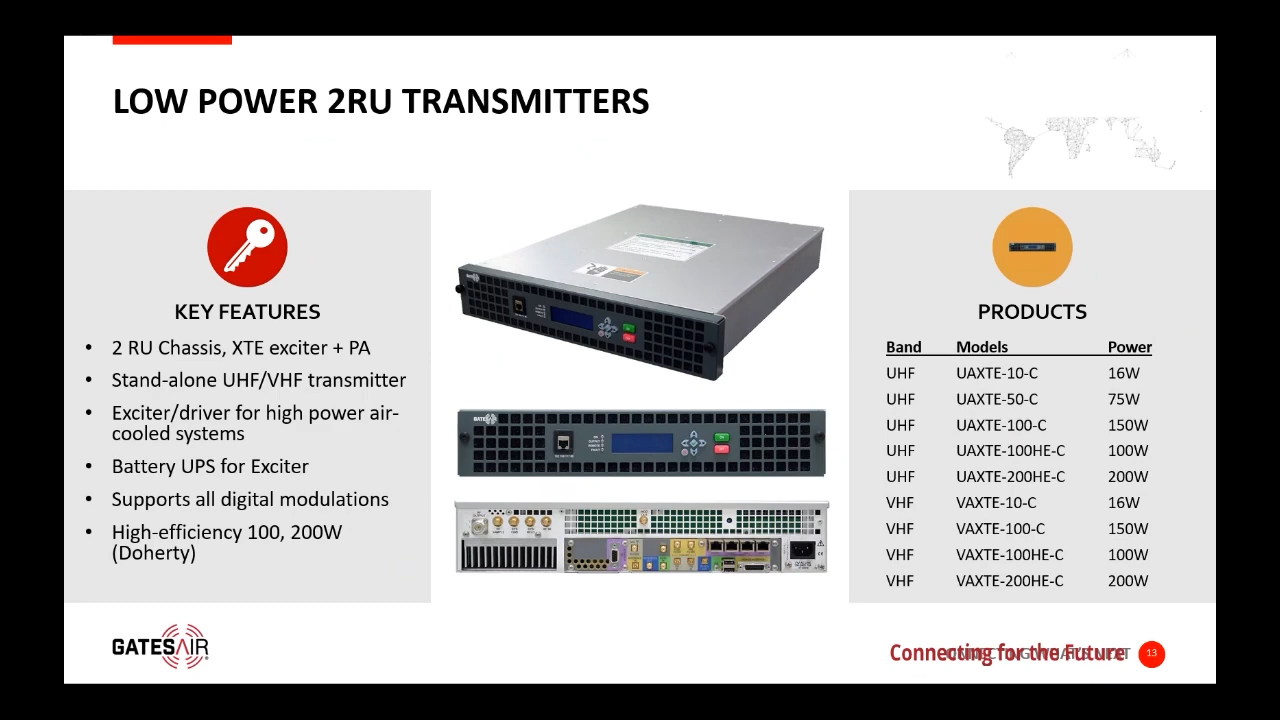 LOW POWER 2RU TRANSMITTERS
KEY FEATURES
• 2 RU Chassis, XTE exciter + PA
• Stand-alone UHF/VHF transmitter
• Exciter/driver for high power air-
cooled systems
• Battery UPS for Exciter
• Supports all digital modulations
• High-efficiency 100, 200W
(Doherty)
PRODUCTS
Band Models Power
UHF UAXTE-10-C 16W
UHF UAXTE-50-C 75W
UHF UAXTE-100-C 150W
UHF UAXTE-100HE-C 100W
UHF UAXTE-200HE-C 200W
VHF VAXTE-10-C 16W
VHF VAXTE-100-C 150W
VHF VAXTE-100HE-C 100W
VHF VAXTE-200HE-C 200W
GATESAIR
Connecting for the Future
13